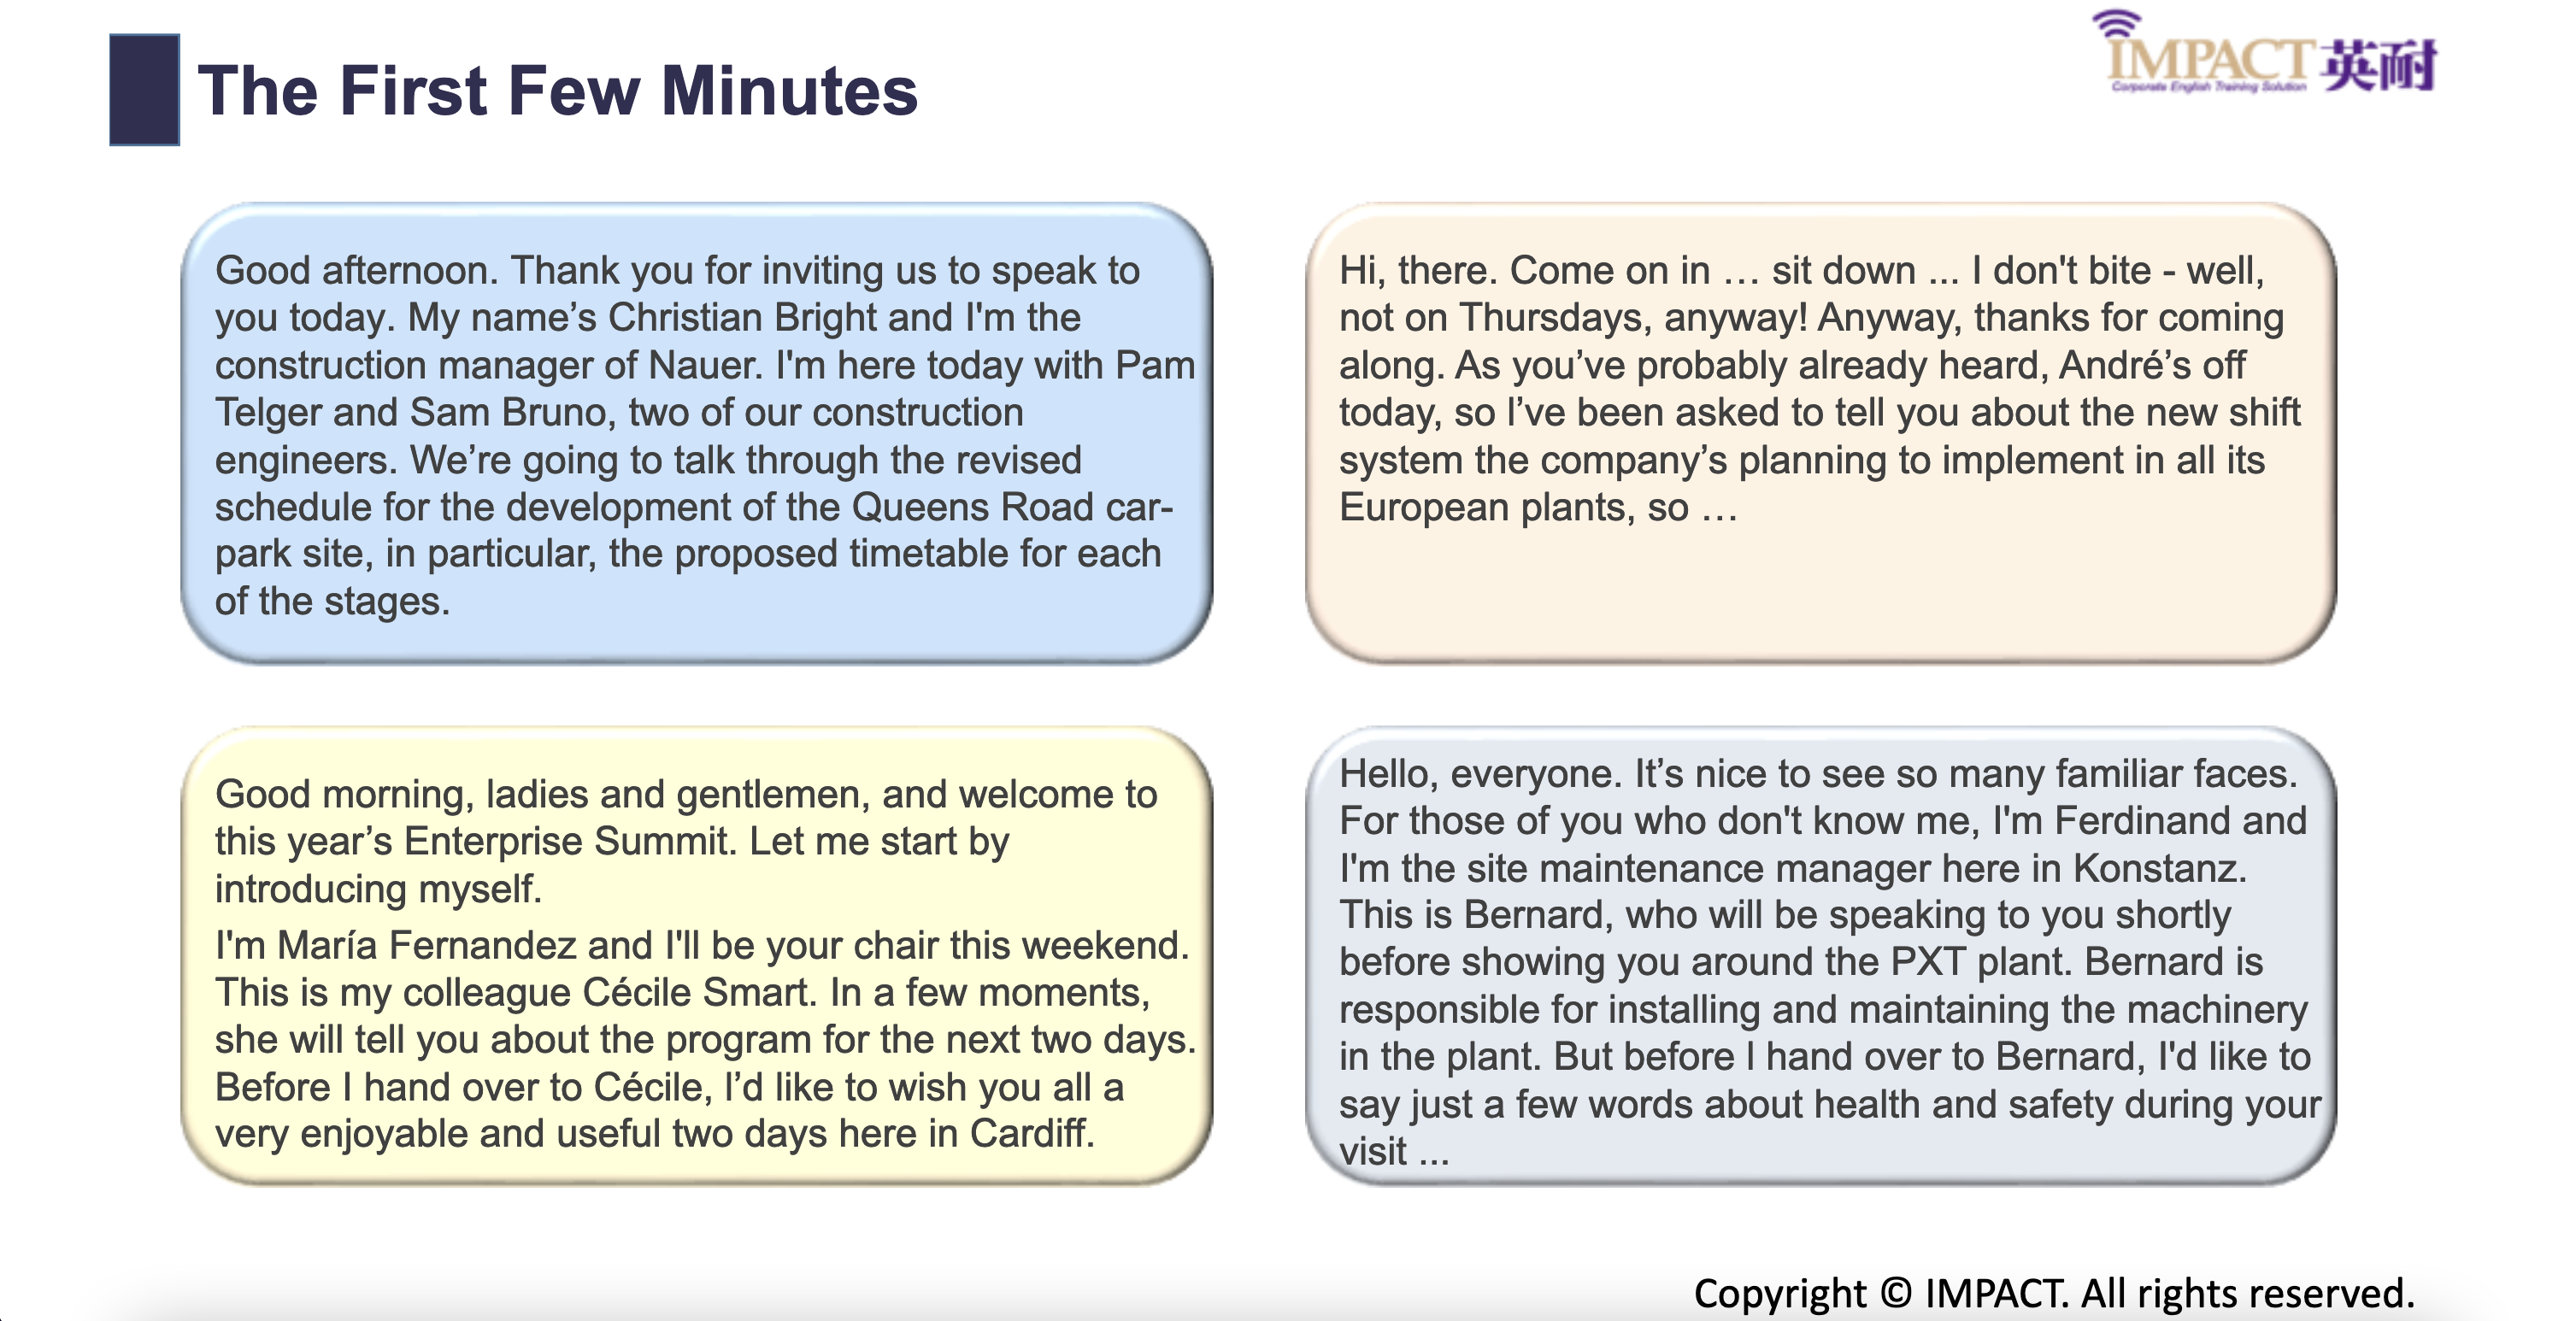 The First Few Minutes
IMPACT英耐
Corporate English Training Solution
Good afternoon. Thank you for inviting us to speak to
you today. My name’s Christian Bright and I'm the
construction manager of Nauer. I'm here today with Pam
Telger and Sam Bruno, two of our construction
engineers. We’re going to talk through the revised
schedule for the development of the Queens Road car-
park site, in particular, the proposed timetable for each
of the stages.
Hi, there. Come on in … sit down ... I don't bite - well,
not on Thursdays, anyway! Anyway, thanks for coming
along. As you’ve probably already heard, André’s off
today, so I’ve been asked to tell you about the new shift
system the company’s planning to implement in all its
European plants, so …
Good morning, ladies and gentlemen, and welcome to
this year’s Enterprise Summit. Let me start by
introducing myself.
I'm María Fernandez and I'll be your chair this weekend.
This is my colleague Cécile Smart. In a few moments,
she will tell you about the program for the next two days.
Before I hand over to Cécile, I’d like to wish you all a
very enjoyable and useful two days here in Cardiff.
Hello, everyone. It’s nice to see so many familiar faces.
For those of you who don't know me, I'm Ferdinand and
I'm the site maintenance manager here in Konstanz.
This is Bernard, who will be speaking to you shortly
before showing you around the PXT plant. Bernard is
responsible for installing and maintaining the machinery
in the plant. But before I hand over to Bernard, I'd like to
say just a few words about health and safety during your
visit ...
Copyright © IMPACT. All rights reserved.